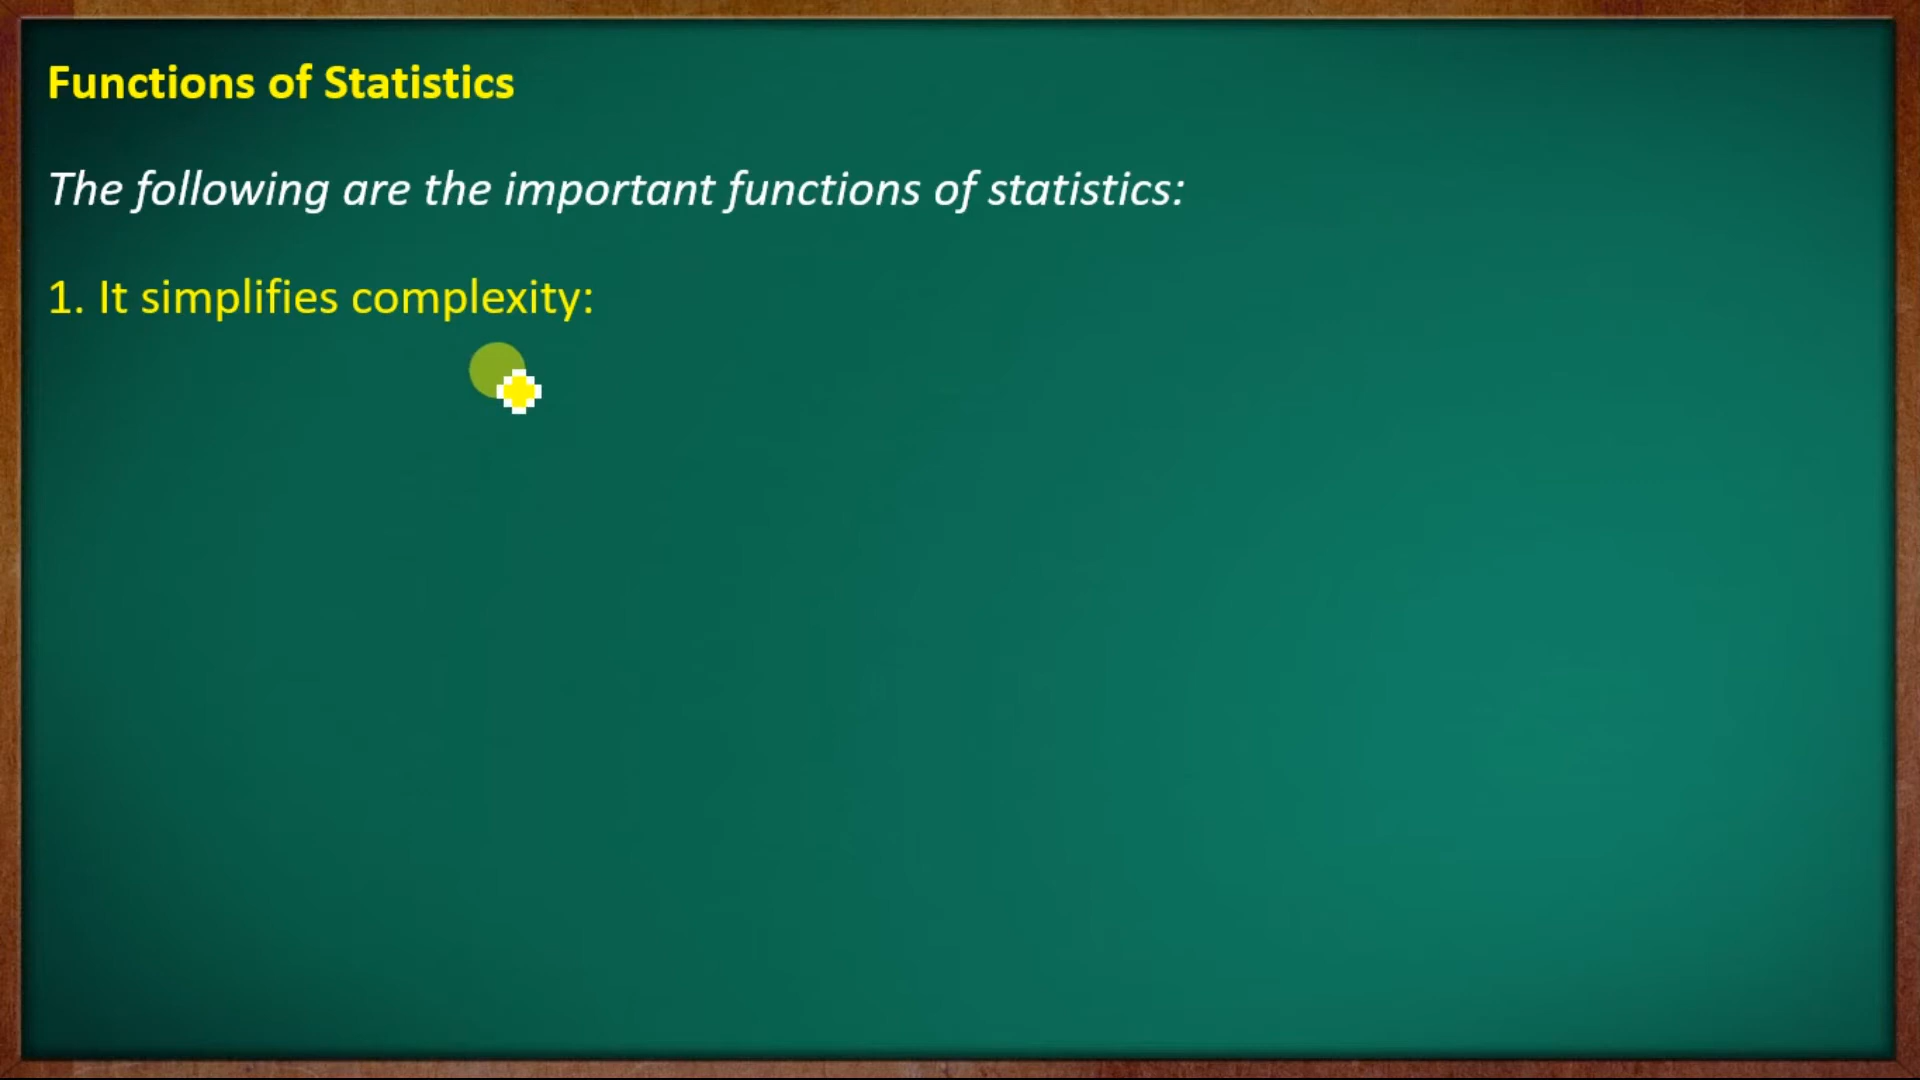 Functions of Statistics
The following are the important functions of statistics:
1. It simplifies complexity: